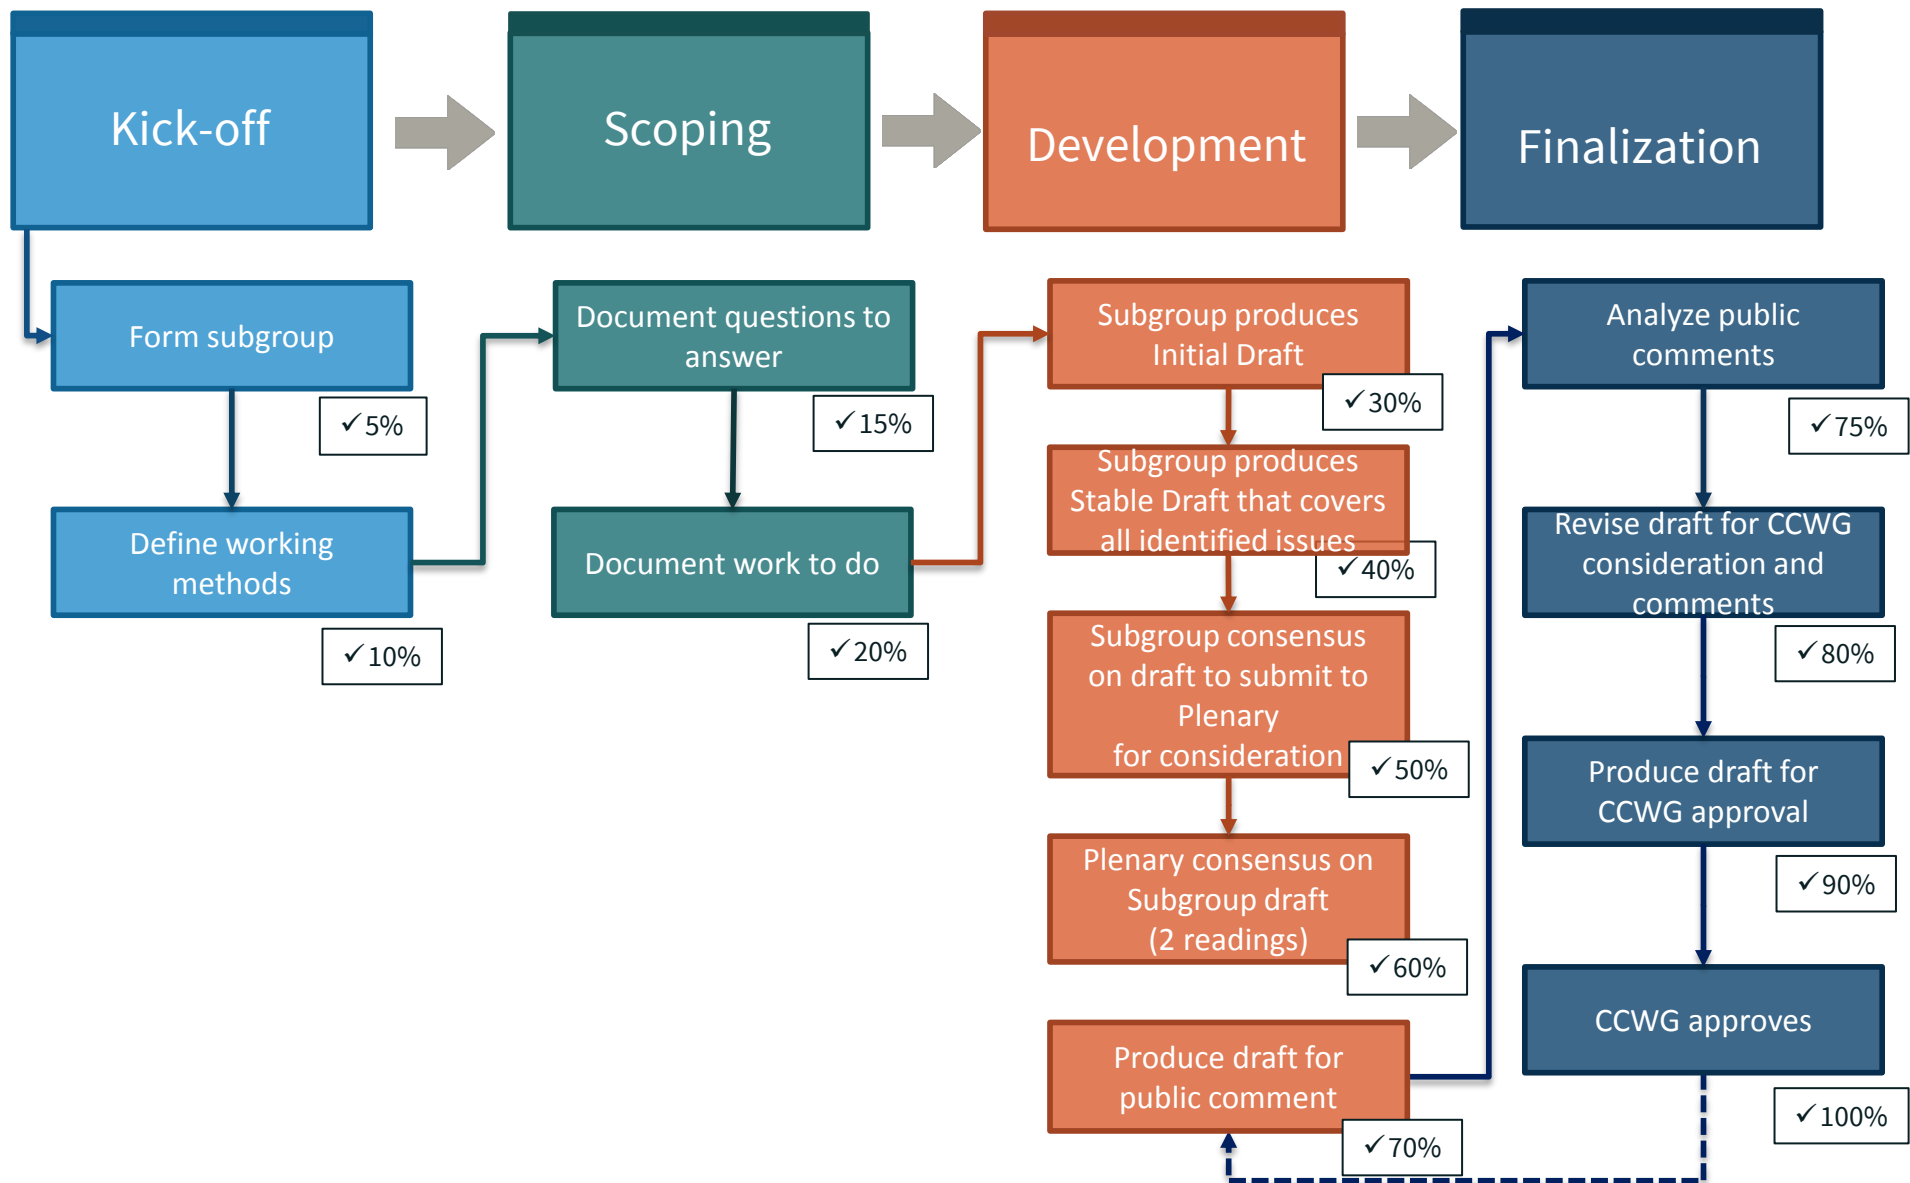 Kick-off
Scoping
Development
Finalization
Form subgroup
✓5%
Define working
methods
✓10%
Document questions to
answer
✓15%
Document work to do
✓20%
Subgroup produces
Initial Draft
✓30%
Subgroup produces
Stable Draft that covers
all identified issues
✓40%
Subgroup consensus
on draft to submit to
Plenary
for consideration
✓50%
Plenary consensus on
Subgroup draft
(2 readings)
✓60%
Produce draft for
public comment
✓70%
Analyze public
comments
✓75%
Revise draft for CCWG
consideration and
comments
✓80%
Produce draft for
CCWG approval
✓90%
CCWG approves
✓100%